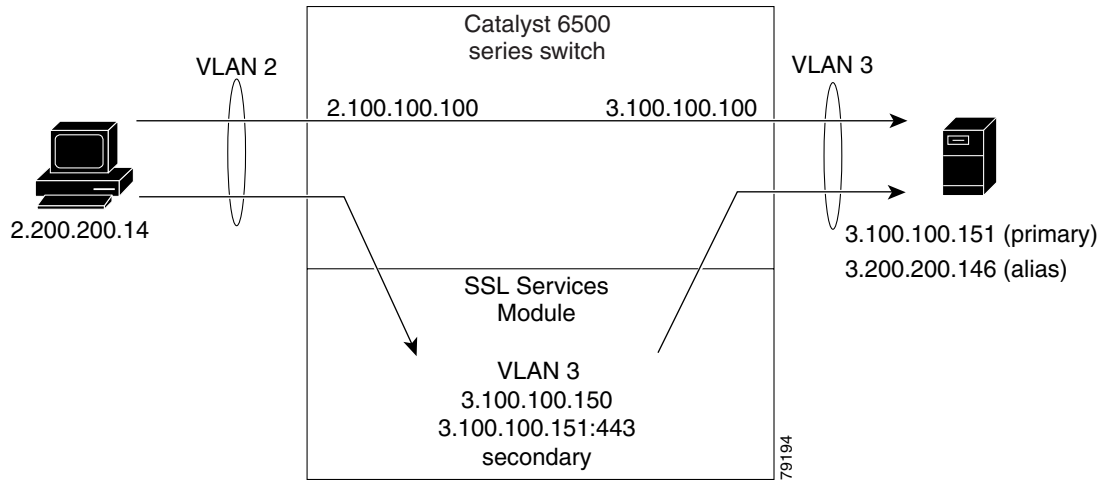 Catalyst 6500
series switch
VLAN 2
VLAN 3
2.100.100.100
3.100.100.100
2.200.200.14
3.100.100.151 (primary)
3.200.200.146 (alias)
SSL Services
Module
VLAN 3
3.100.100.150
3.100.100.151:443
secondary
79194